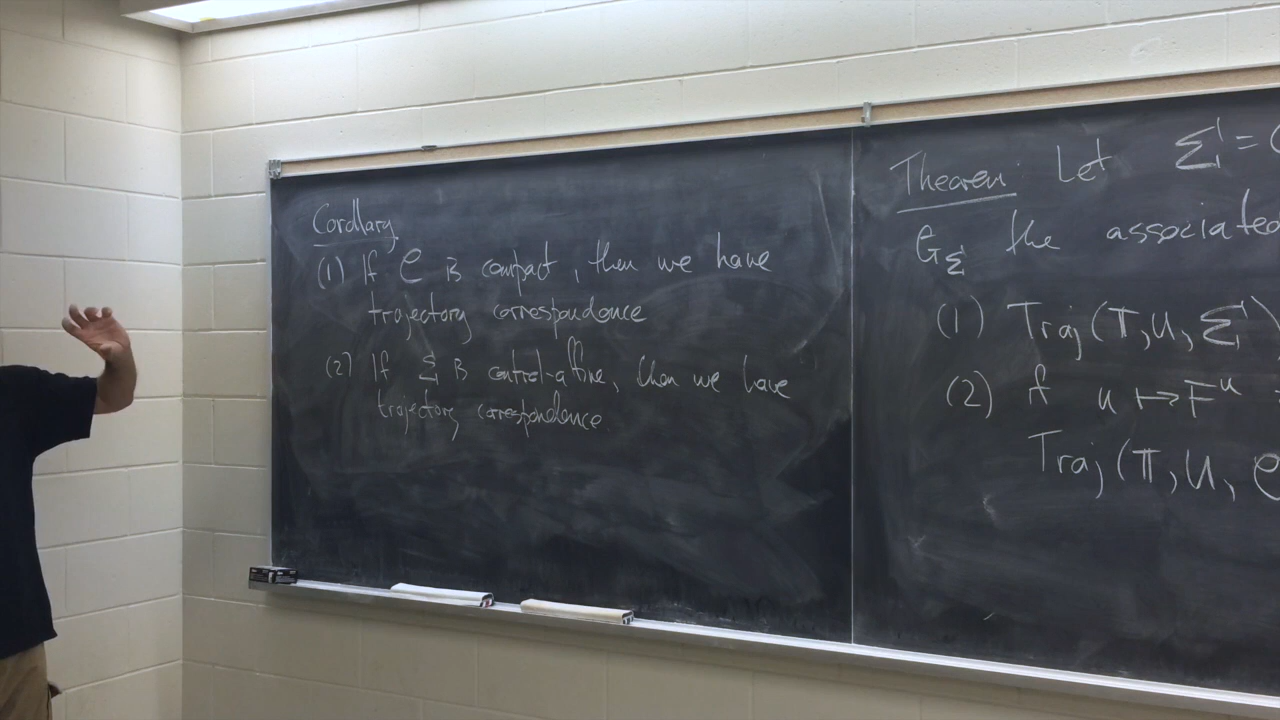 Corollary
(1) If C is compact, then we have
trajectory correspondence
(2) If Σ is control-affine, then we have
trajectory correspondence.
Theorem Let Σ = (
G_Σ the associated
(1) Traj(T, U, Σ)
(2) If u ↦ F^u
Traj(T, U, C